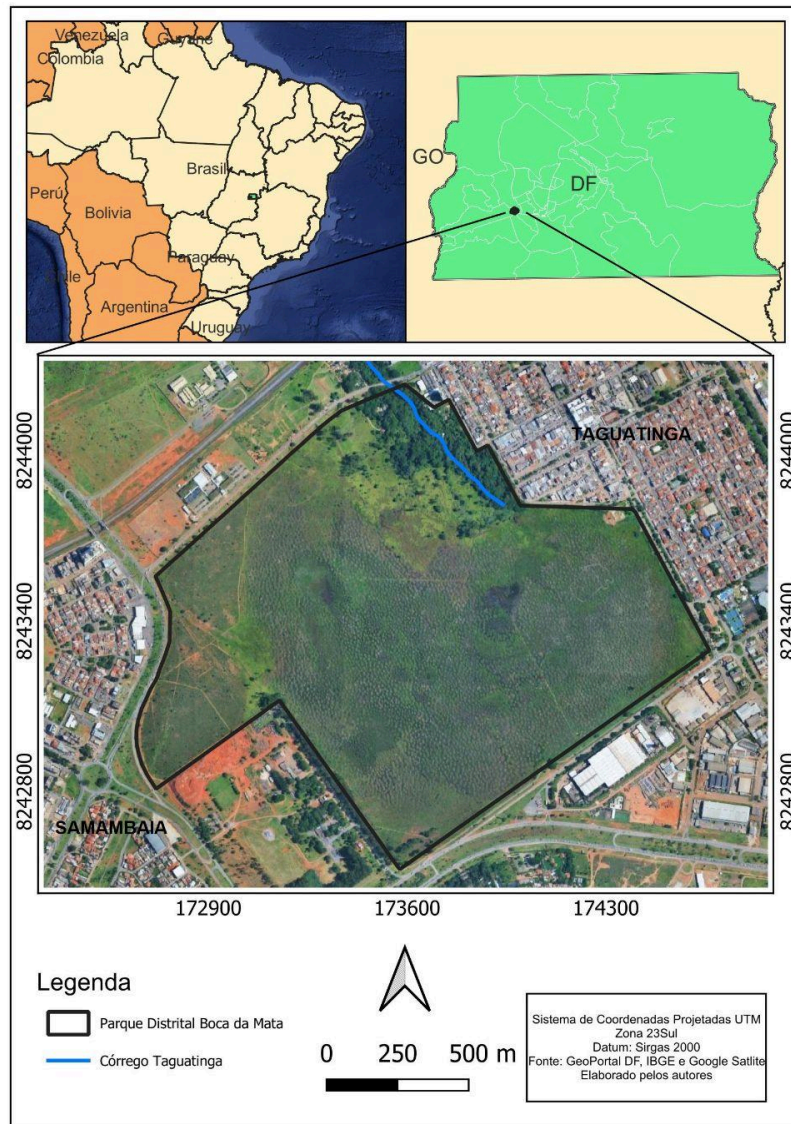 Venezuela
Guyane
Colombia
Brasil
Perú
Bolivia
Paraguay
Chile
Argentina
Uruguay
GO
DF
TAGUATINGA
SAMAMBAIA
8244000
8243400
8242800
8244000
8243400
8242800
172900
173600
174300
Legenda
Parque Distrital Boca da Mata
Córrego Taguatinga
0 250 500 m
Sistema de Coordenadas Projetadas UTM
Zona 23Sul
Datum: Sirgas 2000
Fonte: GeoPortal DF, IBGE e Google Satlite
Elaborado pelos autores